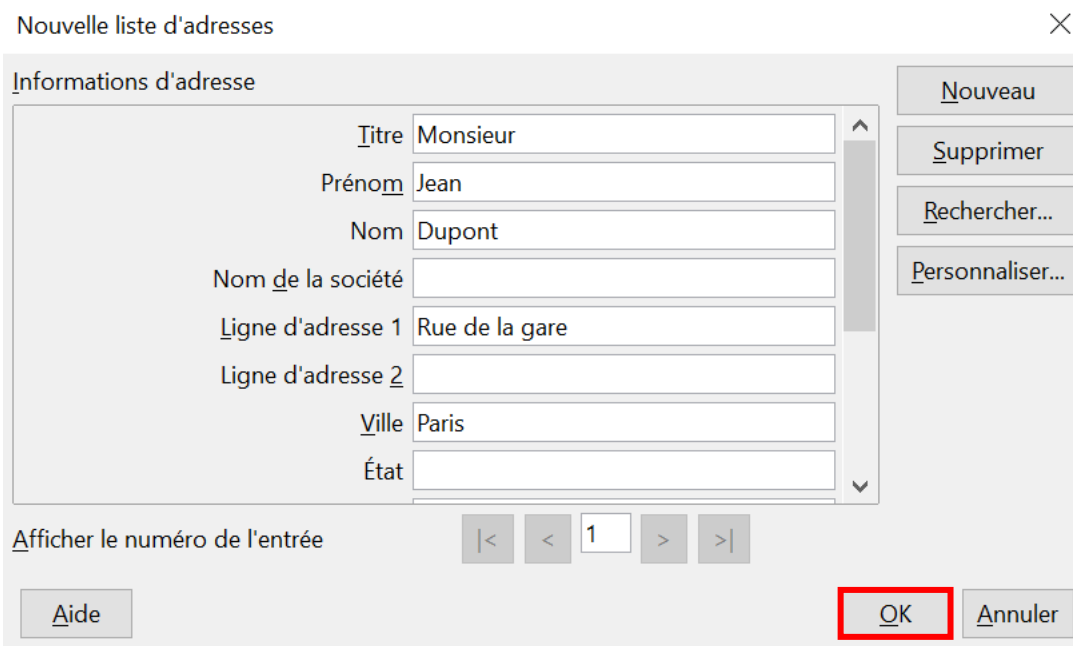 Nouvelle liste d'adresses
Informations d'adresse
Nouveau
Titre Monsieur
Supprimer
Prénom Jean
Rechercher...
Nom Dupont
Personnaliser...
Nom de la société
Ligne d'adresse 1 Rue de la gare
Ligne d'adresse 2
Ville Paris
État
Afficher le numéro de l'entrée |< < 1 > >|
Aide OK Annuler